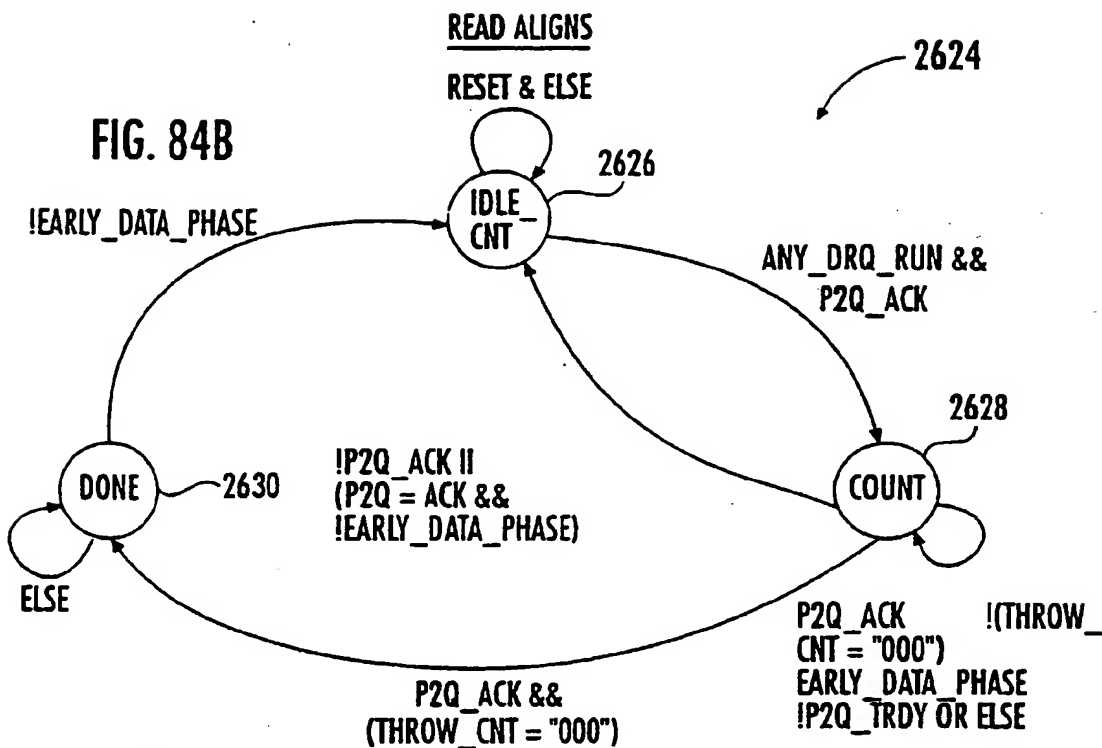 READ ALIGNS
RESET & ELSE
2624
FIG. 84B
2626
IDLE_
CNT
!EARLY_DATA_PHASE
ANY_DRQ_RUN &&
P2Q_ACK
2628
DONE
2630
!P2Q_ACK II
(P2Q = ACK &&
!EARLY_DATA_PHASE)
COUNT
ELSE
P2Q_ACK !(THROW_
CNT = "000")
EARLY_DATA_PHASE
!P2Q_TRDY OR ELSE
P2Q_ACK &&
(THROW_CNT = "000")